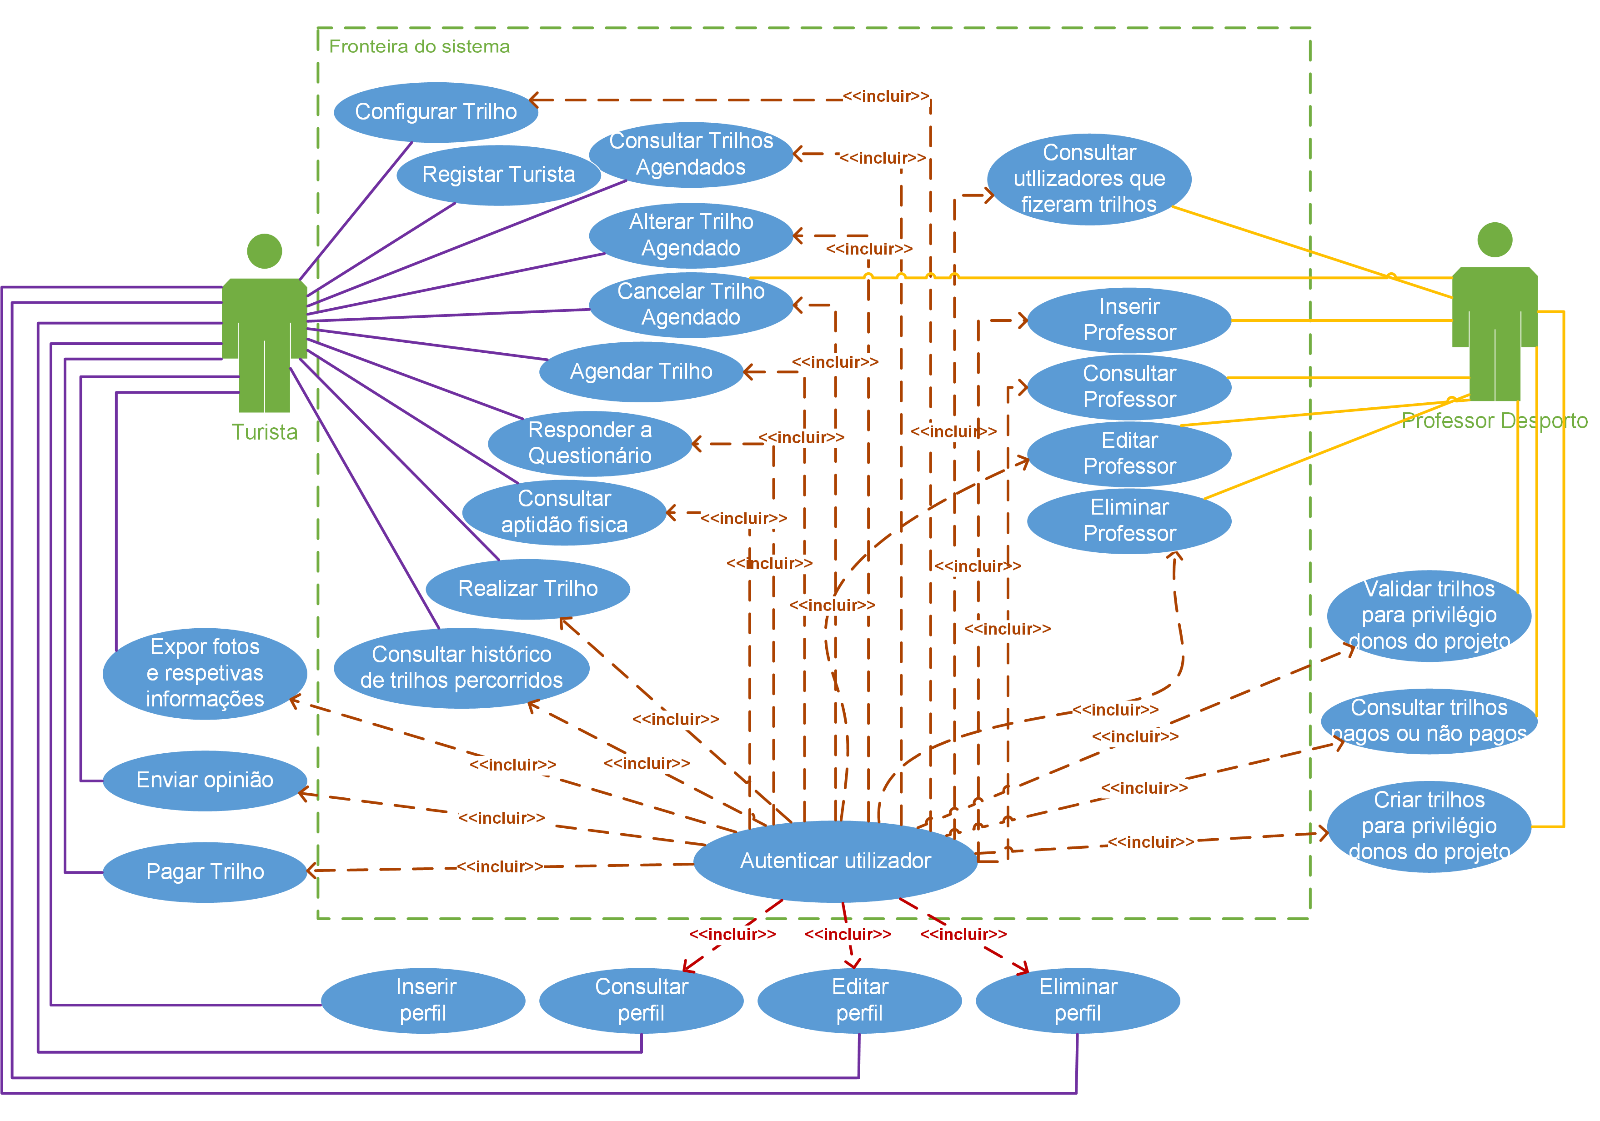 Fronteira do sistema
Configurar Trilho
<<incluir>>
Registar Turista
Consultar Trilhos
Agendados
<<incluir>>
Consultar
utIlizadores que
fizeram trilhos
Alterar Trilho
Agendado
<<incluir>>
Cancelar Trilho
Agendado
Inserir
Professor
Agendar Trilho
<<incluir>>
Consultar
Professor
Turista
Professor Desporto
Responder a
Questionário
<<incluir>>
<<incluir>>
Editar
Professor
Consultar
aptidão fisica
<<incluir>>
Eliminar
Professor
<<incluir>>
<<incluir>>
Realizar Trilho
<<incluir>>
<<incluir>>
Validar trilhos
para privilégio
donos do projeto
Expor fotos
e respetivas
informações
Consultar histórico
de trilhos percorridos
<<incluir>>
<<incluir>>
<<incluir>>
Consultar trilhos
pagos ou não pagos
<<incluir>>
<<incluir>>
Enviar opinião
<<incluir>>
<<incluir>>
Criar trilhos
para privilégio
donos do projeto
Pagar Trilho
<<incluir>>
Autenticar utilizador
<<incluir>>
<<incluir>>
<<incluir>>
<<incluir>>
Inserir
perfil
Consultar
perfil
Editar
perfil
Eliminar
perfil